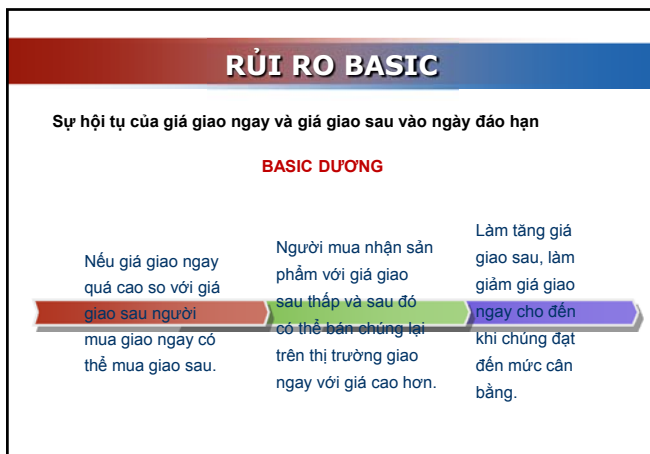 RỦI RO BASIC
Sự hội tụ của giá giao ngay và giá giao sau vào ngày đáo hạn
BASIC DƯƠNG
Nếu giá giao ngay
quá cao so với giá
giao sau người
mua giao ngay có
thể mua giao sau.
Người mua nhận sản
phẩm với giá giao
sau thấp và sau đó
có thể bán chúng lại
trên thị trường giao
ngay với giá cao hơn.
Làm tăng giá
giao sau, làm
giảm giá giao
ngay cho đến
khi chúng đạt
đến mức cân
bằng.